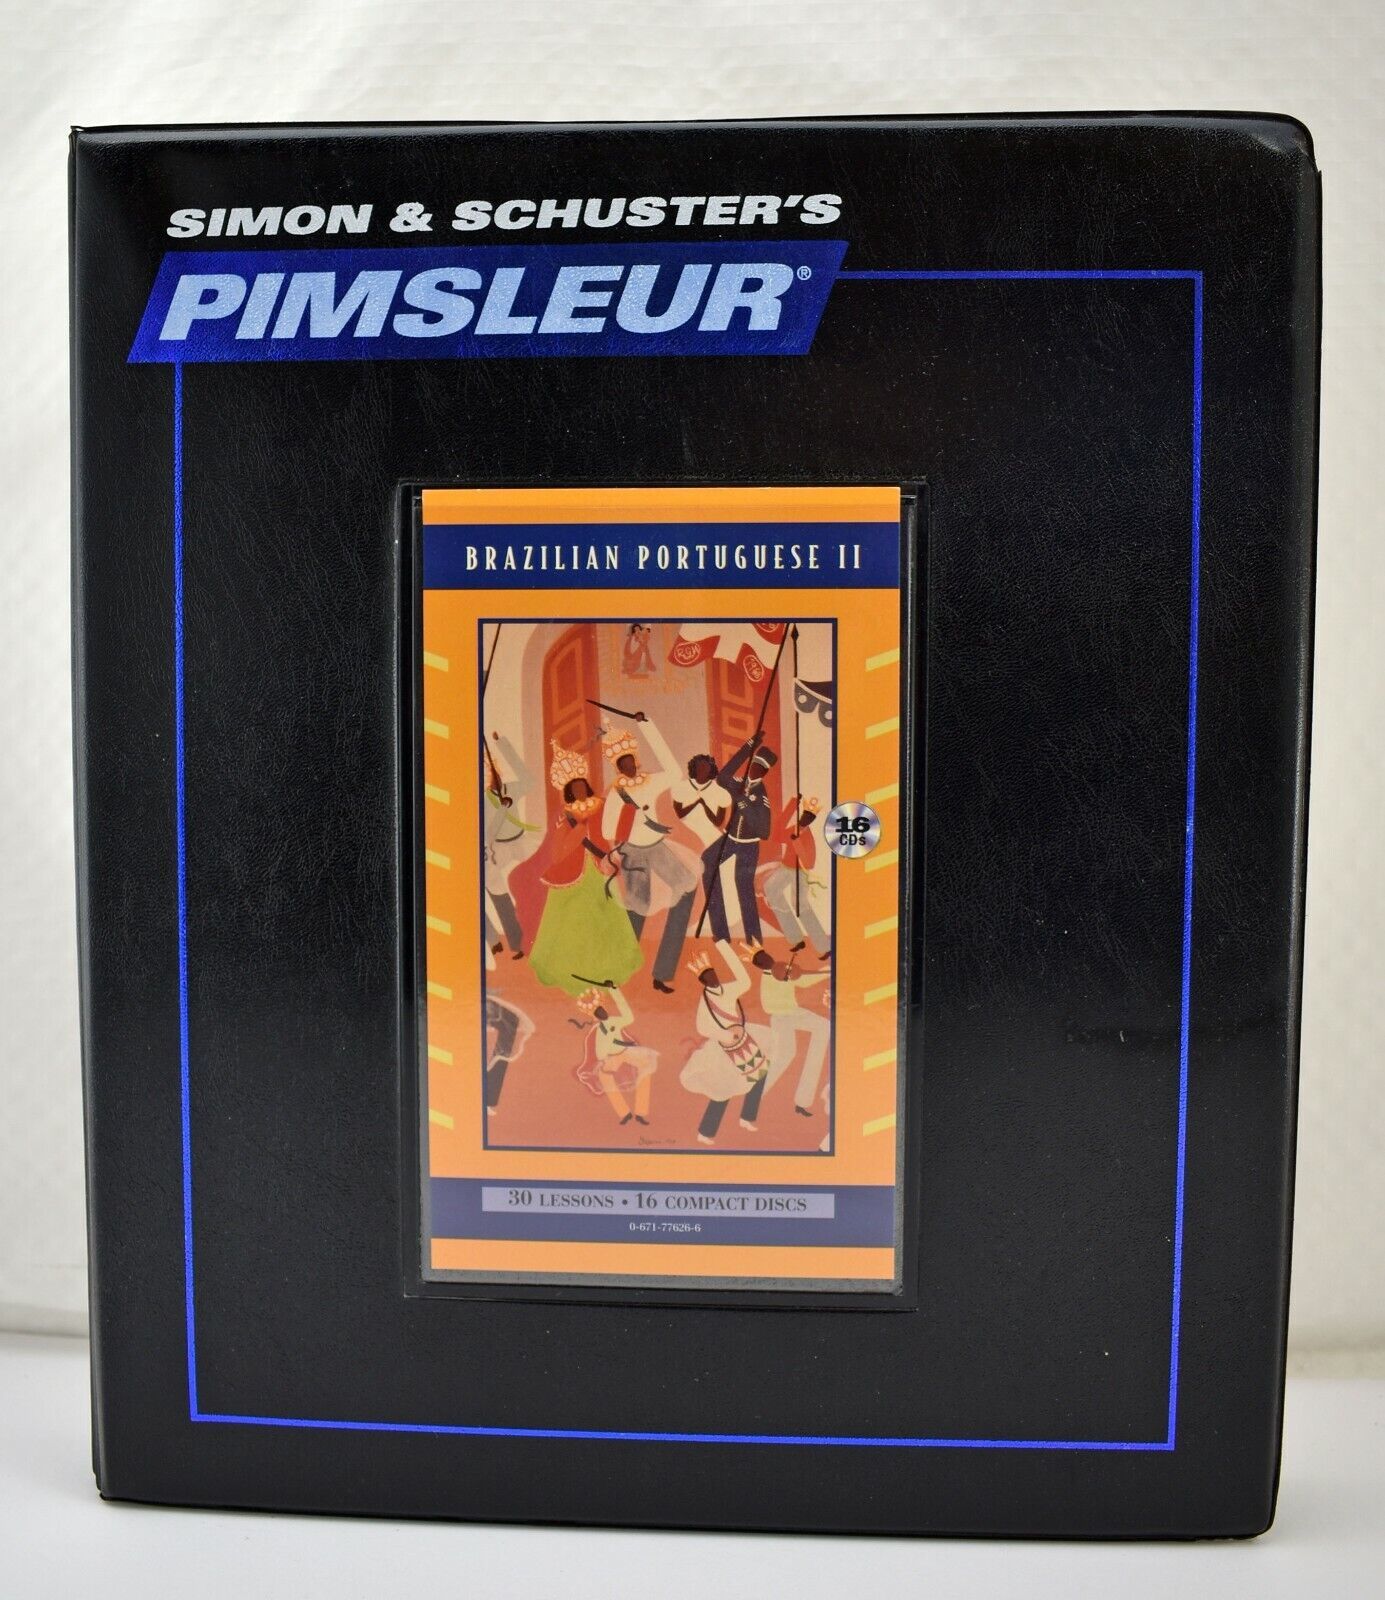 SIMON & SCHUSTER'S
PIMSLEUR®
BRAZILIAN PORTUGUESE II
16
CDs
30 LESSONS • 16 COMPACT DISCS
0-671-77626-6